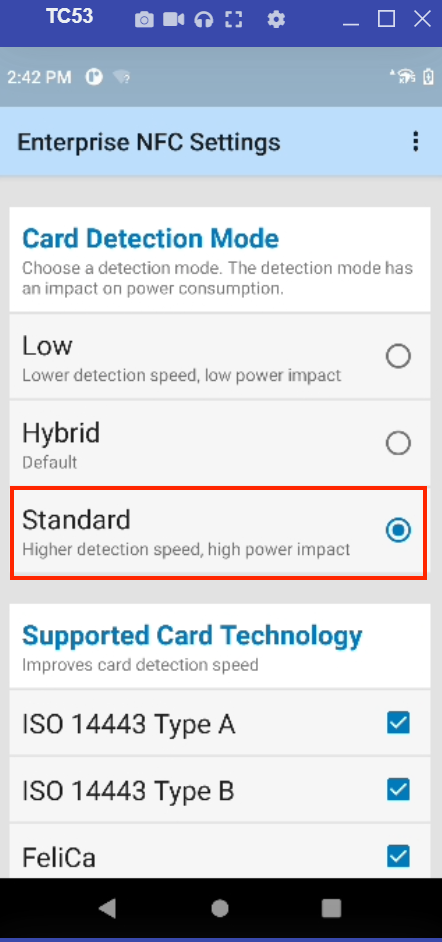 TC53
2:42 PM
Enterprise NFC Settings
Card Detection Mode
Choose a detection mode. The detection mode has
an impact on power consumption.
Low
Lower detection speed, low power impact
Hybrid
Default
Standard
Higher detection speed, high power impact
Supported Card Technology
Improves card detection speed
ISO 14443 Type A
ISO 14443 Type B
FeliCa